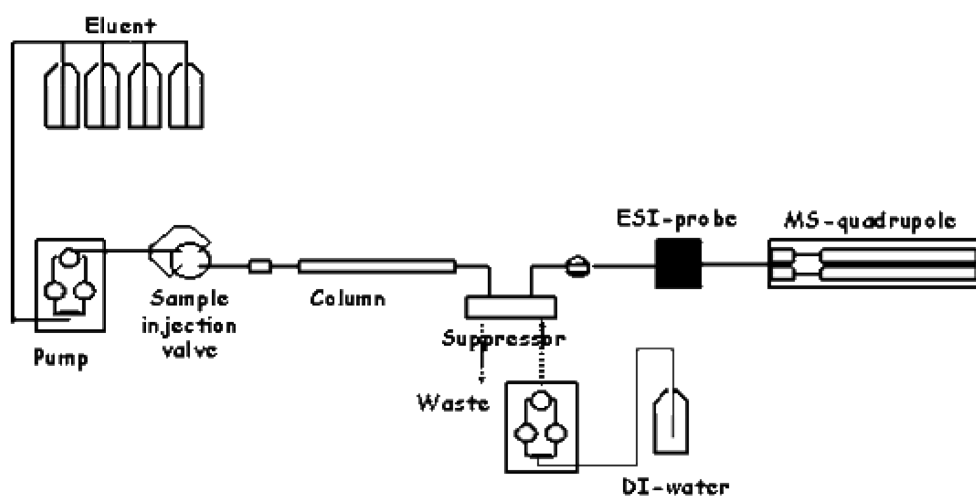 Eluent
ESI-probe
MS-quadrupole
Sample
injection
valve
Column
Suppressor
Pump
Waste
DI-water